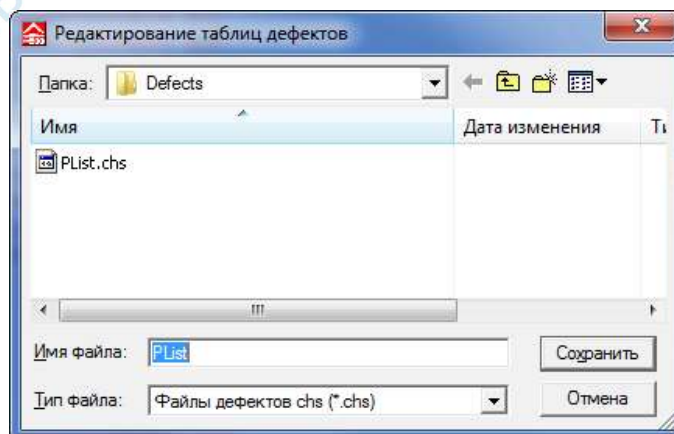 Редактирование таблиц дефектов
Папка: Defects
Имя Дата изменения
PList.chs
Имя файла: PList Сохранить
Тип файла: Файлы дефектов chs (*.chs) Отмена